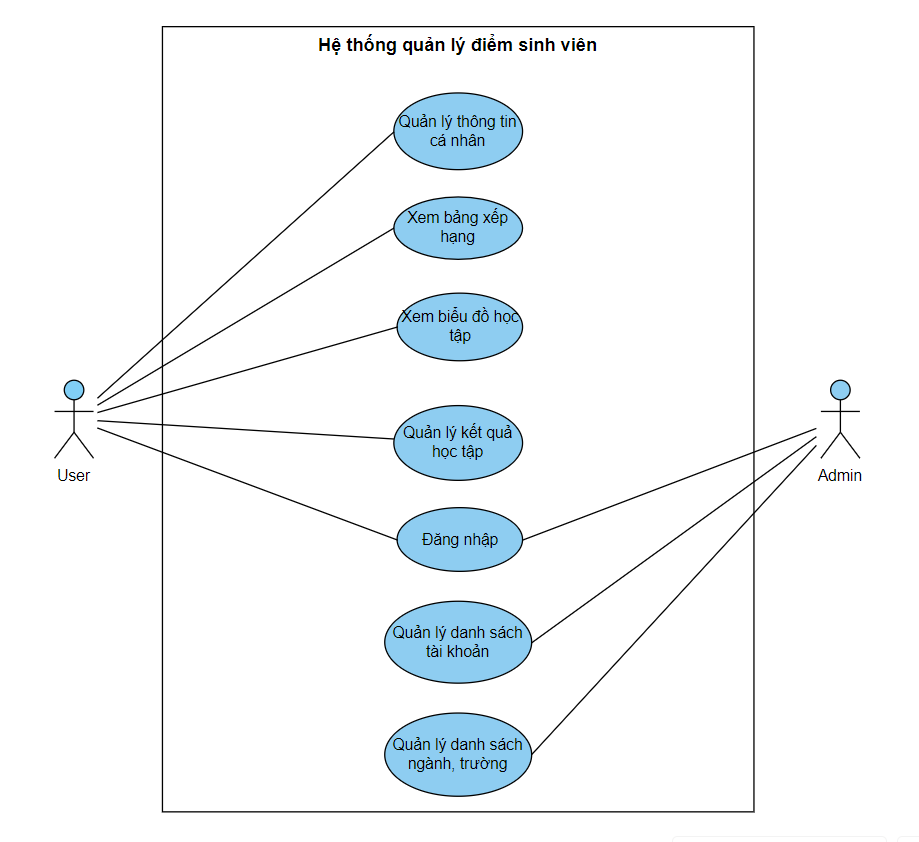 Hệ thống quản lý điểm sinh viên
Quản lý thông tin
cá nhân
Xem bảng xếp
hạng
Xem biểu đồ học
tập
Quản lý kết quả
học tập
User
Admin
Đăng nhập
Quản lý danh sách
tài khoản
Quản lý danh sách
ngành, trường